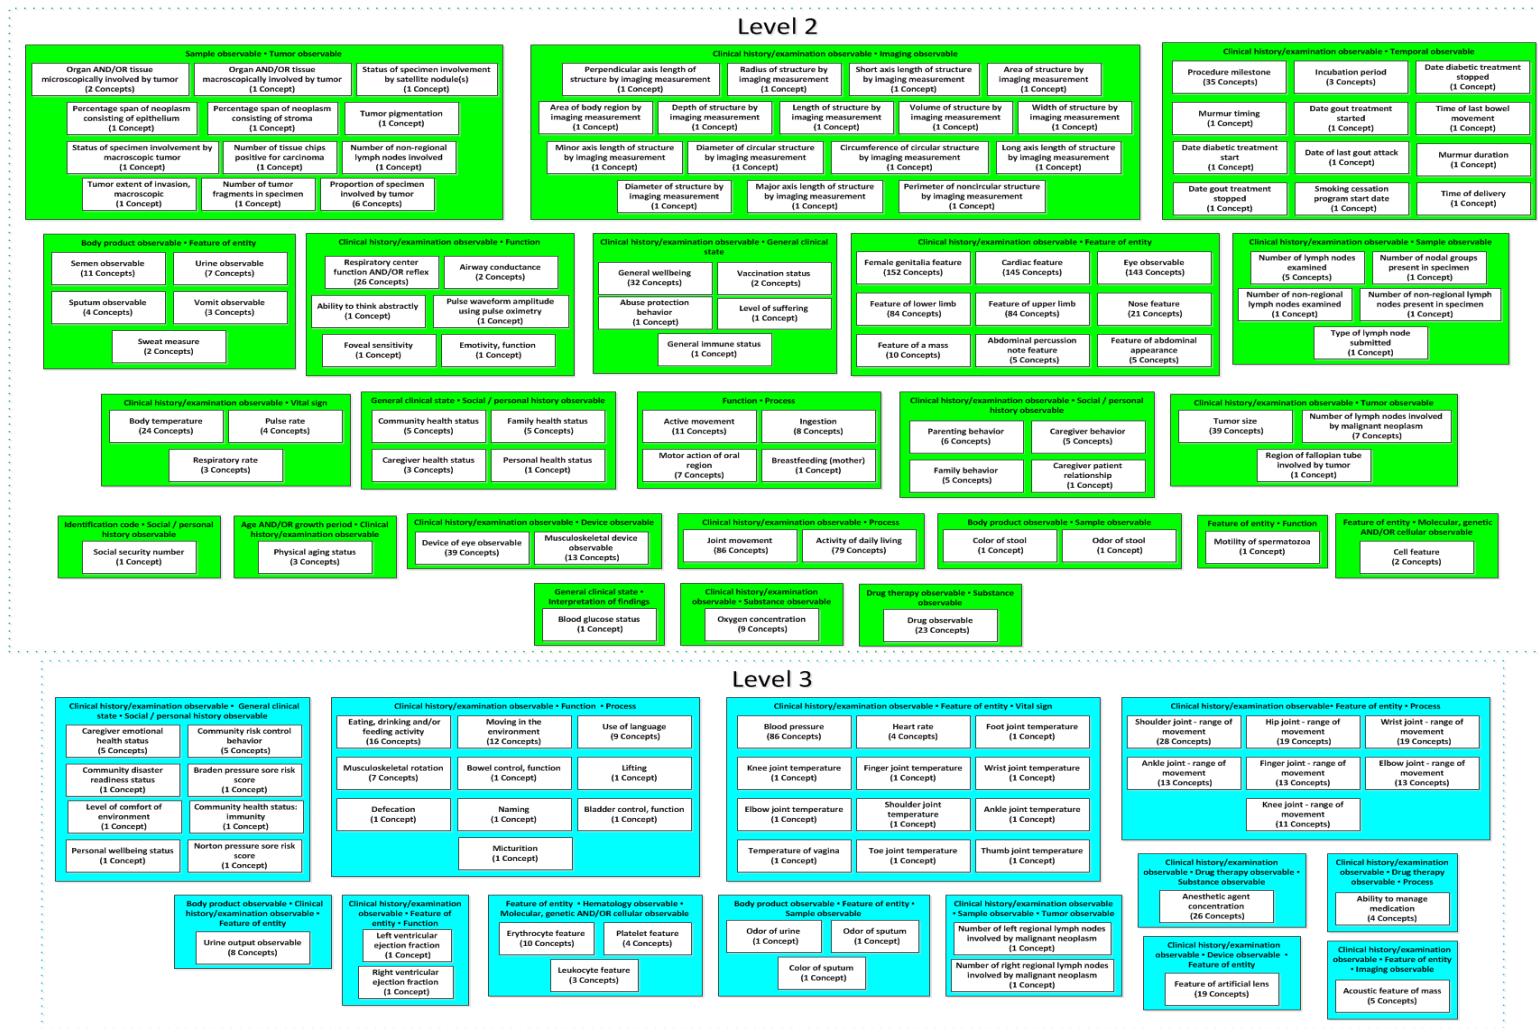 Level 2
Sample observable • Tumor observable
Organ AND/OR tissue
microscopically involved by tumor
(2 Concepts)
Organ AND/OR tissue
macroscopically involved by tumor
(1 Concept)
Status of specimen involvement
by satellite nodule(s)
(1 Concept)
Percentage span of neoplasm
consisting of epithelium
(1 Concept)
Percentage span of neoplasm
consisting of stroma
(1 Concept)
Tumor pigmentation
(1 Concept)
Status of specimen involvement by
macroscopic tumor
(1 Concept)
Number of tissue chips
positive for carcinoma
(1 Concept)
Number of non-regional
lymph nodes involved
(1 Concept)
Tumor extent of invasion,
macroscopic
(1 Concept)
Number of tumor
fragments in specimen
(1 Concept)
Proportion of specimen
involved by tumor
(6 Concepts)
Clinical history/examination observable • Imaging observable
Perpendicular axis length of
structure by imaging measurement
(1 Concept)
Radius of structure by
imaging measurement
(1 Concept)
Short axis length of structure
by imaging measurement
(1 Concept)
Area of structure by
imaging measurement
(1 Concept)
Area of body region by
imaging measurement
(1 Concept)
Depth of structure by
imaging measurement
(1 Concept)
Length of structure by
imaging measurement
(1 Concept)
Volume of structure by
imaging measurement
(1 Concept)
Width of structure by
imaging measurement
(1 Concept)
Minor axis length of structure
by imaging measurement
(1 Concept)
Diameter of circular structure
by imaging measurement
(1 Concept)
Circumference of circular structure
by imaging measurement
(1 Concept)
Long axis length of structure
by imaging measurement
(1 Concept)
Diameter of structure by
imaging measurement
(1 Concept)
Major axis length of structure
by imaging measurement
(1 Concept)
Perimeter of noncircular structure
by imaging measurement
(1 Concept)
Clinical history/examination observable • Temporal observable
Procedure milestone
(35 Concepts)
Incubation period
(3 Concepts)
Date diabetic treatment
stopped
(1 Concept)
Murmur timing
(1 Concept)
Date gout treatment
started
(1 Concept)
Time of last bowel
movement
(1 Concept)
Date diabetic treatment
start
(1 Concept)
Date of last gout attack
(1 Concept)
Murmur duration
(1 Concept)
Date gout treatment
stopped
(1 Concept)
Smoking cessation
program start date
(1 Concept)
Time of delivery
(1 Concept)
Body product observable • Feature of entity
Semen observable
(11 Concepts)
Urine observable
(7 Concepts)
Sputum observable
(4 Concepts)
Vomit observable
(3 Concepts)
Sweat measure
(2 Concepts)
Clinical history/examination observable • Function
Respiratory center
function AND/OR reflex
(26 Concepts)
Airway conductance
(2 Concepts)
Ability to think abstractly
(1 Concept)
Pulse waveform amplitude
using pulse oximetry
(1 Concept)
Foveal sensitivity
(1 Concept)
Emotivity, function
(1 Concept)
Clinical history/examination observable • General clinical
state
General wellbeing
(32 Concepts)
Vaccination status
(2 Concepts)
Abuse protection
behavior
(1 Concept)
Level of suffering
(1 Concept)
General immune status
(1 Concept)
Clinical history/examination observable • Feature of entity
Female genitalia feature
(152 Concepts)
Cardiac feature
(145 Concepts)
Eye observable
(143 Concepts)
Feature of lower limb
(84 Concepts)
Feature of upper limb
(84 Concepts)
Nose feature
(21 Concepts)
Feature of a mass
(10 Concepts)
Abdominal percussion
note feature
(5 Concepts)
Feature of abdominal
appearance
(5 Concepts)
Clinical history/examination observable • Sample observable
Number of lymph nodes
examined
(5 Concepts)
Number of nodal groups
present in specimen
(1 Concept)
Number of non-regional
lymph nodes examined
(1 Concept)
Number of non-regional lymph
nodes present in specimen
(1 Concept)
Type of lymph node
submitted
(1 Concept)
Clinical history/examination observable • Vital sign
Body temperature
(24 Concepts)
Pulse rate
(4 Concepts)
Respiratory rate
(3 Concepts)
General clinical state • Social / personal history observable
Community health status
(5 Concepts)
Family health status
(5 Concepts)
Caregiver health status
(3 Concepts)
Personal health status
(1 Concept)
Function • Process
Active movement
(11 Concepts)
Ingestion
(8 Concepts)
Motor action of oral
region
(7 Concepts)
Breastfeeding (mother)
(1 Concept)
Clinical history/examination observable • Social / personal
history observable
Parenting behavior
(6 Concepts)
Caregiver behavior
(5 Concepts)
Family behavior
(5 Concepts)
Caregiver patient
relationship
(1 Concept)
Clinical history/examination observable • Tumor observable
Tumor size
(39 Concepts)
Number of lymph nodes involved
by malignant neoplasm
(7 Concepts)
Region of fallopian tube
involved by tumor
(1 Concept)
Identification code • Social / personal
history observable
Social security number
(1 Concept)
Age AND/OR growth period • Clinical
history/examination observable
Physical aging status
(3 Concepts)
Clinical history/examination observable • Device observable
Device of eye observable
(39 Concepts)
Musculoskeletal device
observable
(13 Concepts)
Clinical history/examination observable • Process
Joint movement
(86 Concepts)
Activity of daily living
(79 Concepts)
Body product observable • Sample observable
Color of stool
(1 Concept)
Odor of stool
(1 Concept)
Feature of entity • Function
Motility of spermatozoa
(1 Concept)
Feature of entity • Molecular, genetic
AND/OR cellular observable
Cell feature
(2 Concepts)
General clinical state •
Interpretation of findings
Blood glucose status
(1 Concept)
Clinical history/examination
observable • Substance observable
Oxygen concentration
(9 Concepts)
Drug therapy observable • Substance
observable
Drug observable
(23 Concepts)
Level 3
Clinical history/examination observable • General clinical
state • Social / personal history observable
Caregiver emotional
health status
(5 Concepts)
Community risk control
behavior
(5 Concepts)
Community disaster
readiness status
(1 Concept)
Braden pressure sore risk
score
(1 Concept)
Level of comfort of
environment
(1 Concept)
Community health status:
immunity
(1 Concept)
Personal wellbeing status
(1 Concept)
Norton pressure sore risk
score
(1 Concept)
Clinical history/examination observable • Function • Process
Eating, drinking and/or
feeding activity
(16 Concepts)
Moving in the
environment
(12 Concepts)
Use of language
(9 Concepts)
Musculoskeletal rotation
(7 Concepts)
Bowel control, function
(1 Concept)
Lifting
(1 Concept)
Defecation
(1 Concept)
Naming
(1 Concept)
Bladder control, function
(1 Concept)
Micturition
(1 Concept)
Clinical history/examination observable • Feature of entity • Vital sign
Blood pressure
(86 Concepts)
Heart rate
(4 Concepts)
Foot joint temperature
(1 Concept)
Knee joint temperature
(1 Concept)
Finger joint temperature
(1 Concept)
Wrist joint temperature
(1 Concept)
Elbow joint temperature
(1 Concept)
Shoulder joint
temperature
(1 Concept)
Ankle joint temperature
(1 Concept)
Temperature of vagina
(1 Concept)
Toe joint temperature
(1 Concept)
Thumb joint temperature
(1 Concept)
Clinical history/examination observable• Feature of entity • Process
Shoulder joint - range of
movement
(28 Concepts)
Hip joint - range of
movement
(19 Concepts)
Wrist joint - range of
movement
(19 Concepts)
Ankle joint - range of
movement
(13 Concepts)
Finger joint - range of
movement
(13 Concepts)
Elbow joint - range of
movement
(13 Concepts)
Knee joint - range of
movement
(11 Concepts)
Clinical history/examination
observable • Drug therapy observable •
Substance observable
Anesthetic agent
concentration
(26 Concepts)
Clinical history/examination
observable • Drug therapy
observable • Process
Ability to manage
medication
(4 Concepts)
Body product observable • Clinical
history/examination observable •
Feature of entity
Urine output observable
(8 Concepts)
Clinical history/examination
observable • Feature of
entity • Function
Left ventricular
ejection fraction
(1 Concept)
Right ventricular
ejection fraction
(1 Concept)
Feature of entity • Hematology observable •
Molecular, genetic AND/OR cellular observable
Erythrocyte feature
(10 Concepts)
Platelet feature
(4 Concepts)
Leukocyte feature
(3 Concepts)
Body product observable • Feature of entity •
• Sample observable
Odor of urine
(1 Concept)
Odor of sputum
(1 Concept)
Color of sputum
(1 Concept)
Clinical history/examination observable
• Sample observable • Tumor observable
Number of left regional lymph nodes
involved by malignant neoplasm
(1 Concept)
Number of right regional lymph nodes
involved by malignant neoplasm
(1 Concept)
Clinical history/examination
observable • Device observable •
Feature of entity
Feature of artificial lens
(19 Concepts)
Clinical history/examination
observable • Feature of entity
• Imaging observable
Acoustic feature of mass
(5 Concepts)